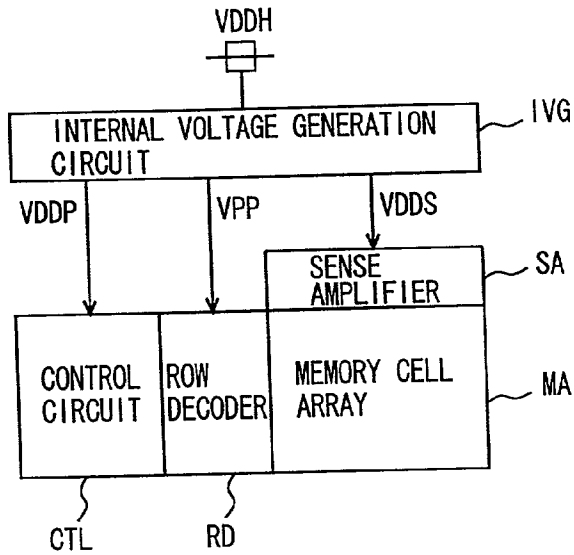 VDDH
INTERNAL VOLTAGE GENERATION
CIRCUIT
IVG
VDDP
VPP
VDDS
SENSE
AMPLIFIER
SA
CONTROL
CIRCUIT
ROW
DECODER
MEMORY CELL
ARRAY
MA
CTL
RD